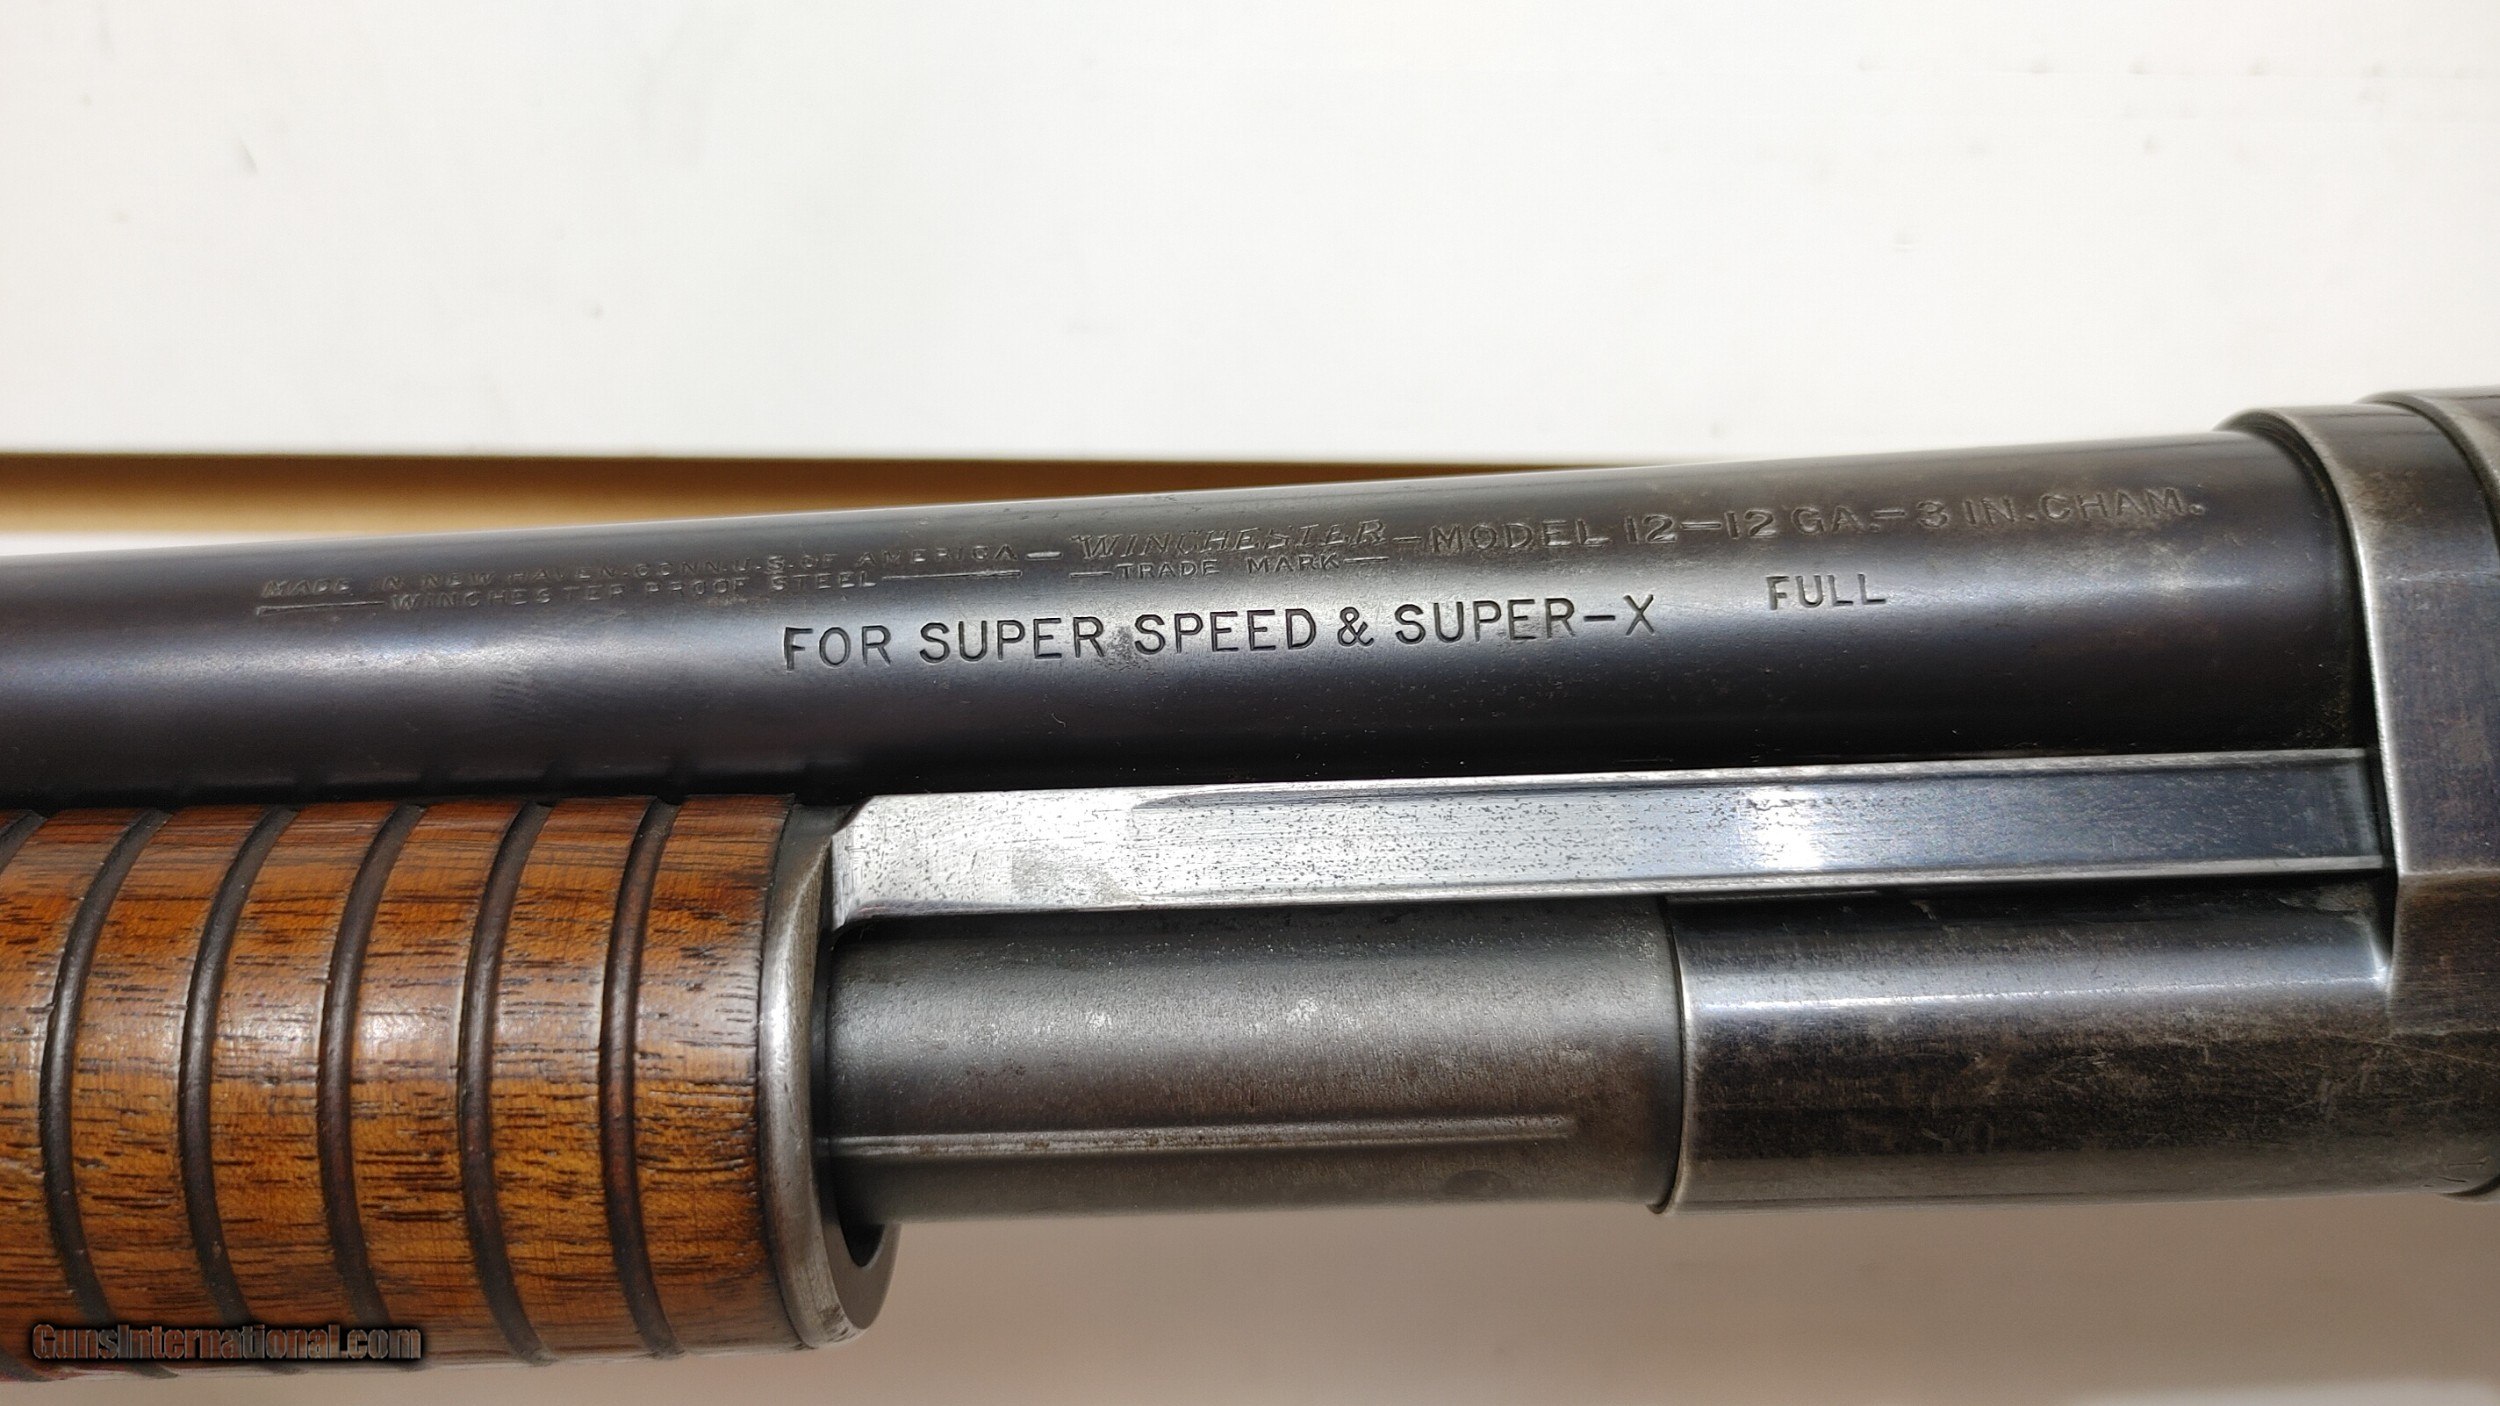 MADE IN NEW HAVEN. CONN. U.S. OF AMERICA — WINCHESTER — MODEL 12—12 GA.—3 IN. CHAM.
WINCHESTER PROOF STEEL — TRADE MARK —
FOR SUPER SPEED & SUPER-X FULL
GunsInternational.com